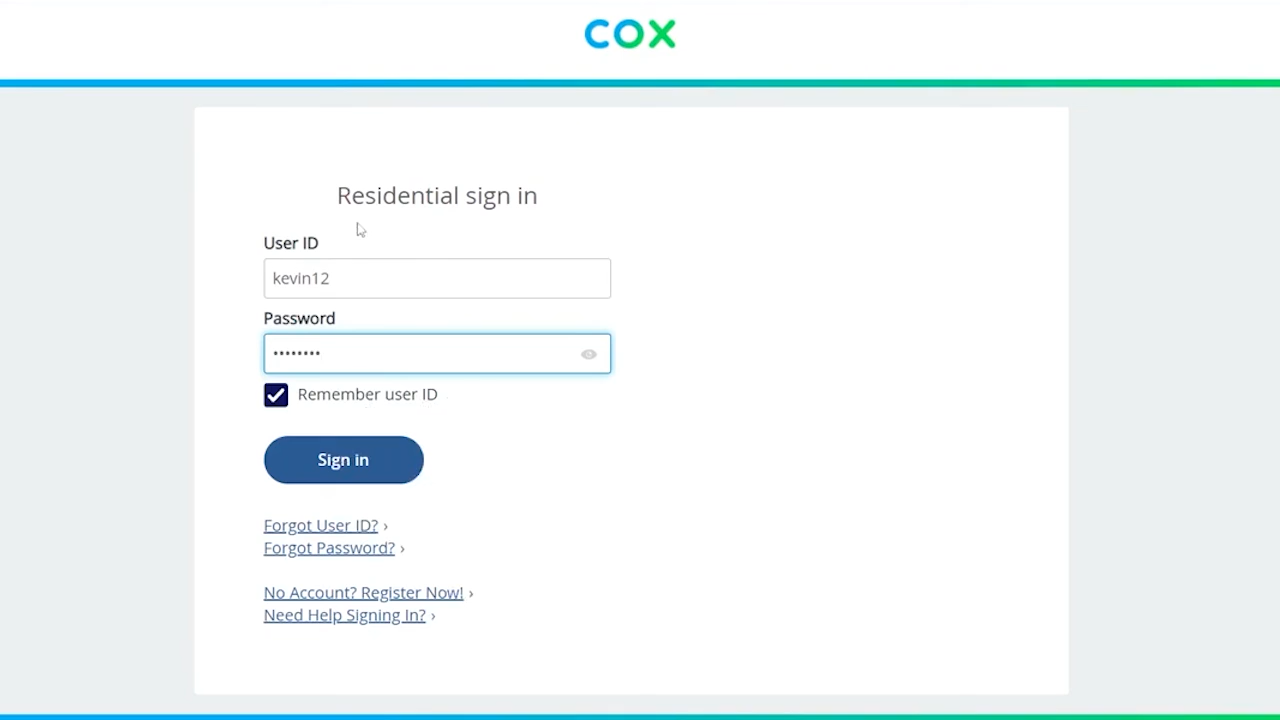 COX
Residential sign in
User ID
kevin12
Password
••••••••
Remember user ID
Sign in
Forgot User ID? ›
Forgot Password? ›
No Account? Register Now! ›
Need Help Signing In? ›